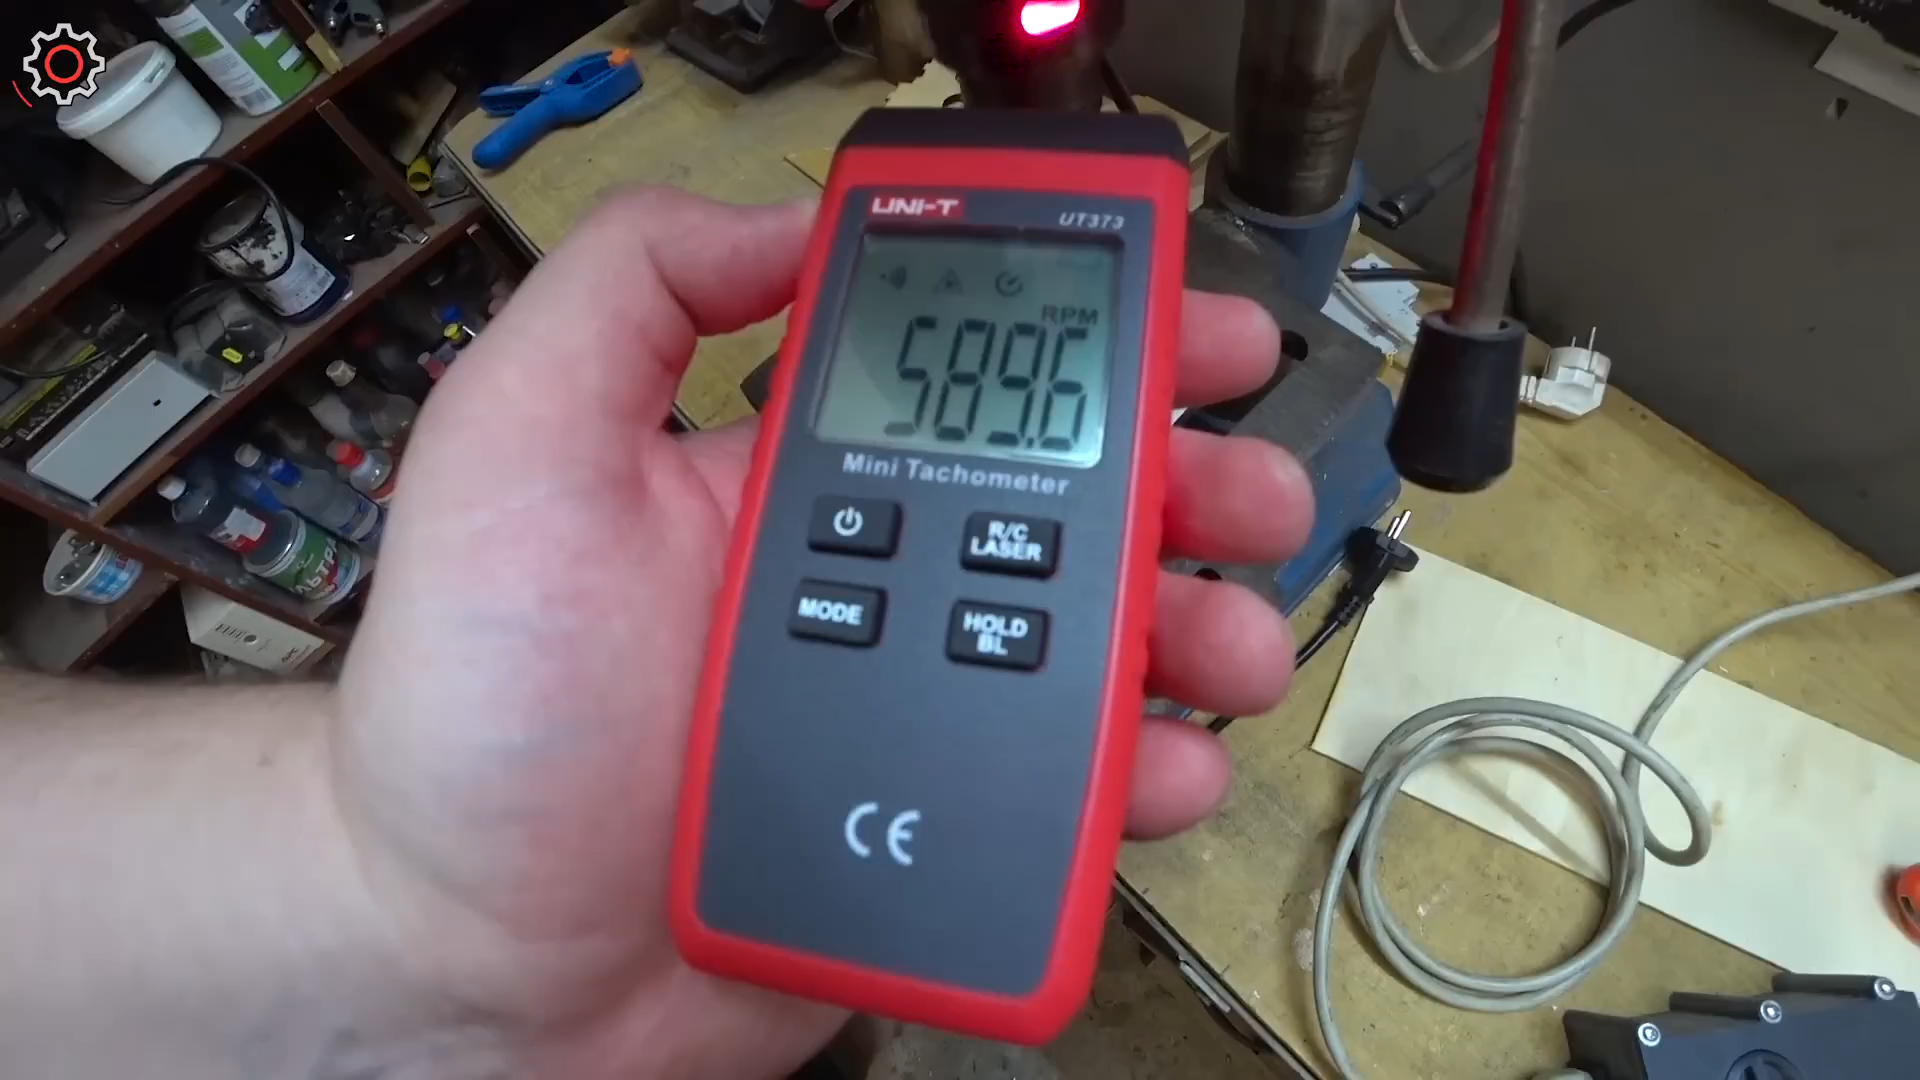 UNI-T
UT373
RPM
589.6
Mini Tachometer
R/C
LASER
MODE
HOLD
BL
CE